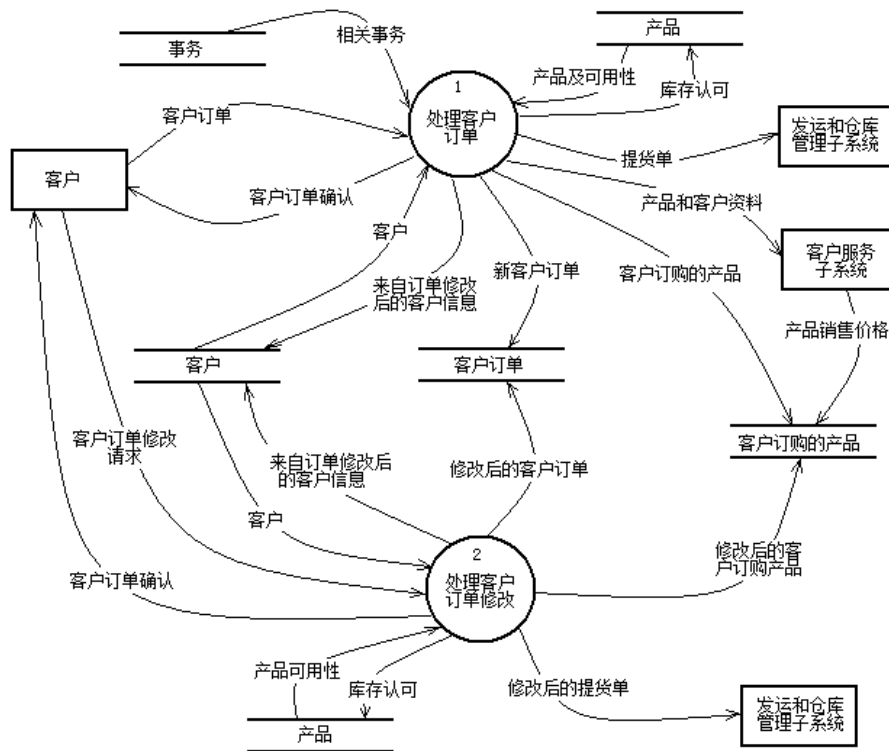 产品
事务
相关事务
1
处理客户
订单
产品及可用性
库存认可
客户订单
提货单
发运和仓库
管理子系统
客户
客户订单确认
客户
产品和客户资料
来自订单修改
后的客户信息
新客户订单
客户订购的产品
客户服务
子系统
产品销售价格
客户
客户订单
客户订单修改
请求
来自订单修改后
的客户信息
修改后的客户订单
客户订购的产品
客户
2
处理客户
订单修改
客户订单确认
修改后的客
户订购产品
产品可用性
库存认可
修改后的提货单
发运和仓库
管理子系统
产品